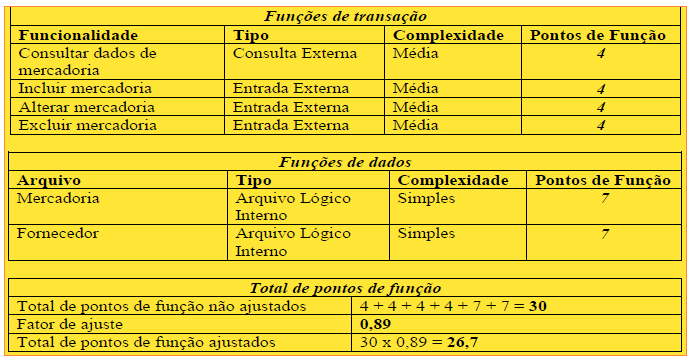 Funções de transação
Funcionalidade Tipo Complexidade Pontos de Função
Consultar dados de mercadoria Consulta Externa Média 4
Incluir mercadoria Entrada Externa Média 4
Alterar mercadoria Entrada Externa Média 4
Excluir mercadoria Entrada Externa Média 4
Funções de dados
Arquivo Tipo Complexidade Pontos de Função
Mercadoria Arquivo Lógico Interno Simples 7
Fornecedor Arquivo Lógico Interno Simples 7
Total de pontos de função
Total de pontos de função não ajustados 4 + 4 + 4 + 4 + 7 + 7 = 30
Fator de ajuste 0,89
Total de pontos de função ajustados 30 x 0,89 = 26,7